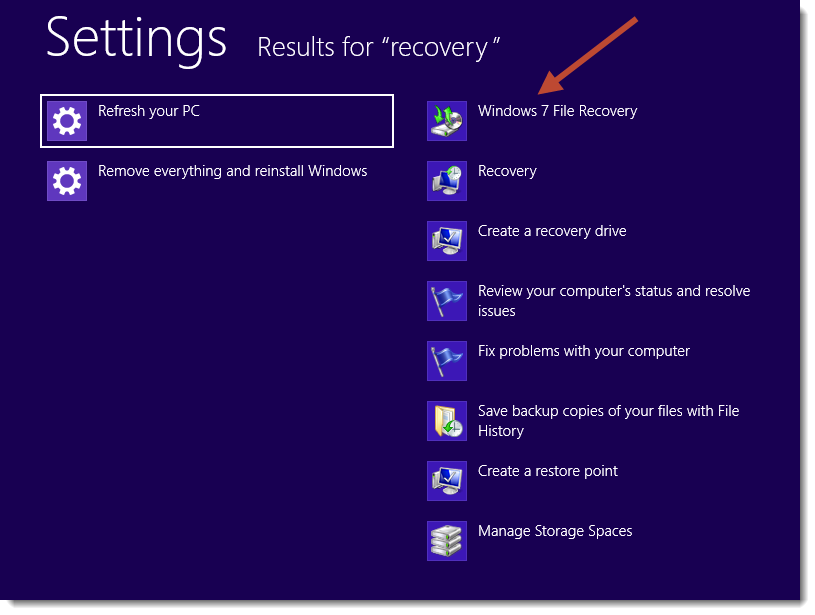 Settings Results for “recovery”
Refresh your PC
Remove everything and reinstall Windows
Windows 7 File Recovery
Recovery
Create a recovery drive
Review your computer's status and resolve
issues
Fix problems with your computer
Save backup copies of your files with File
History
Create a restore point
Manage Storage Spaces